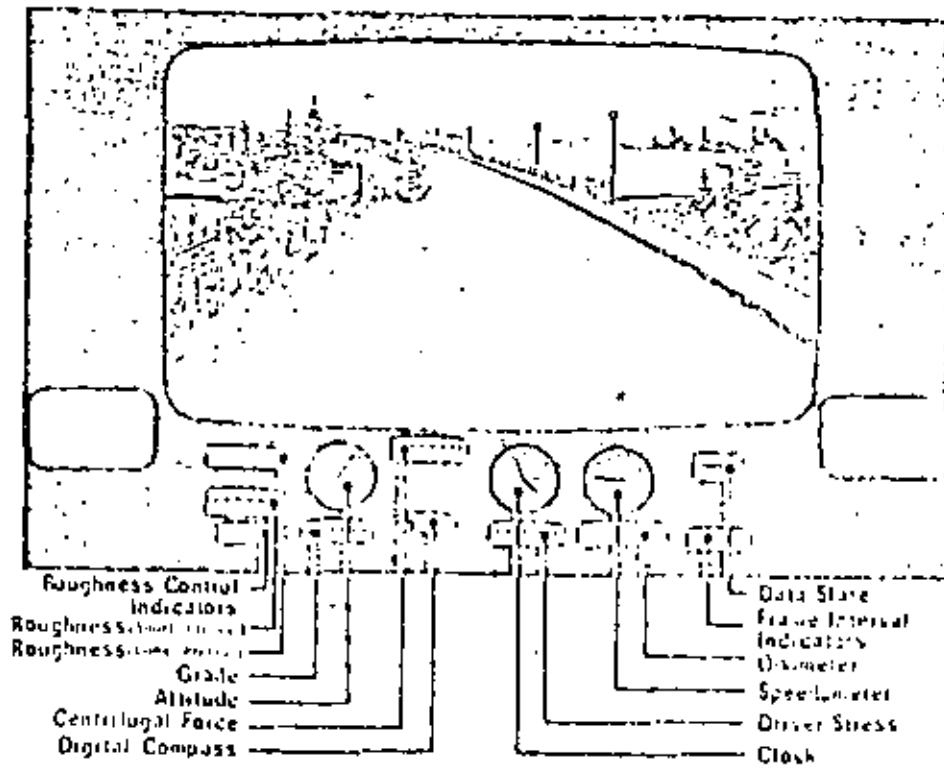 Roughness Control
Indicators
Roughness
Roughness
Grade
Altitude
Centrifugal Force
Digital Compass
Data Slate
Frame Interval
Indicators
Odometer
Speedometer
Driver Stress
Clock